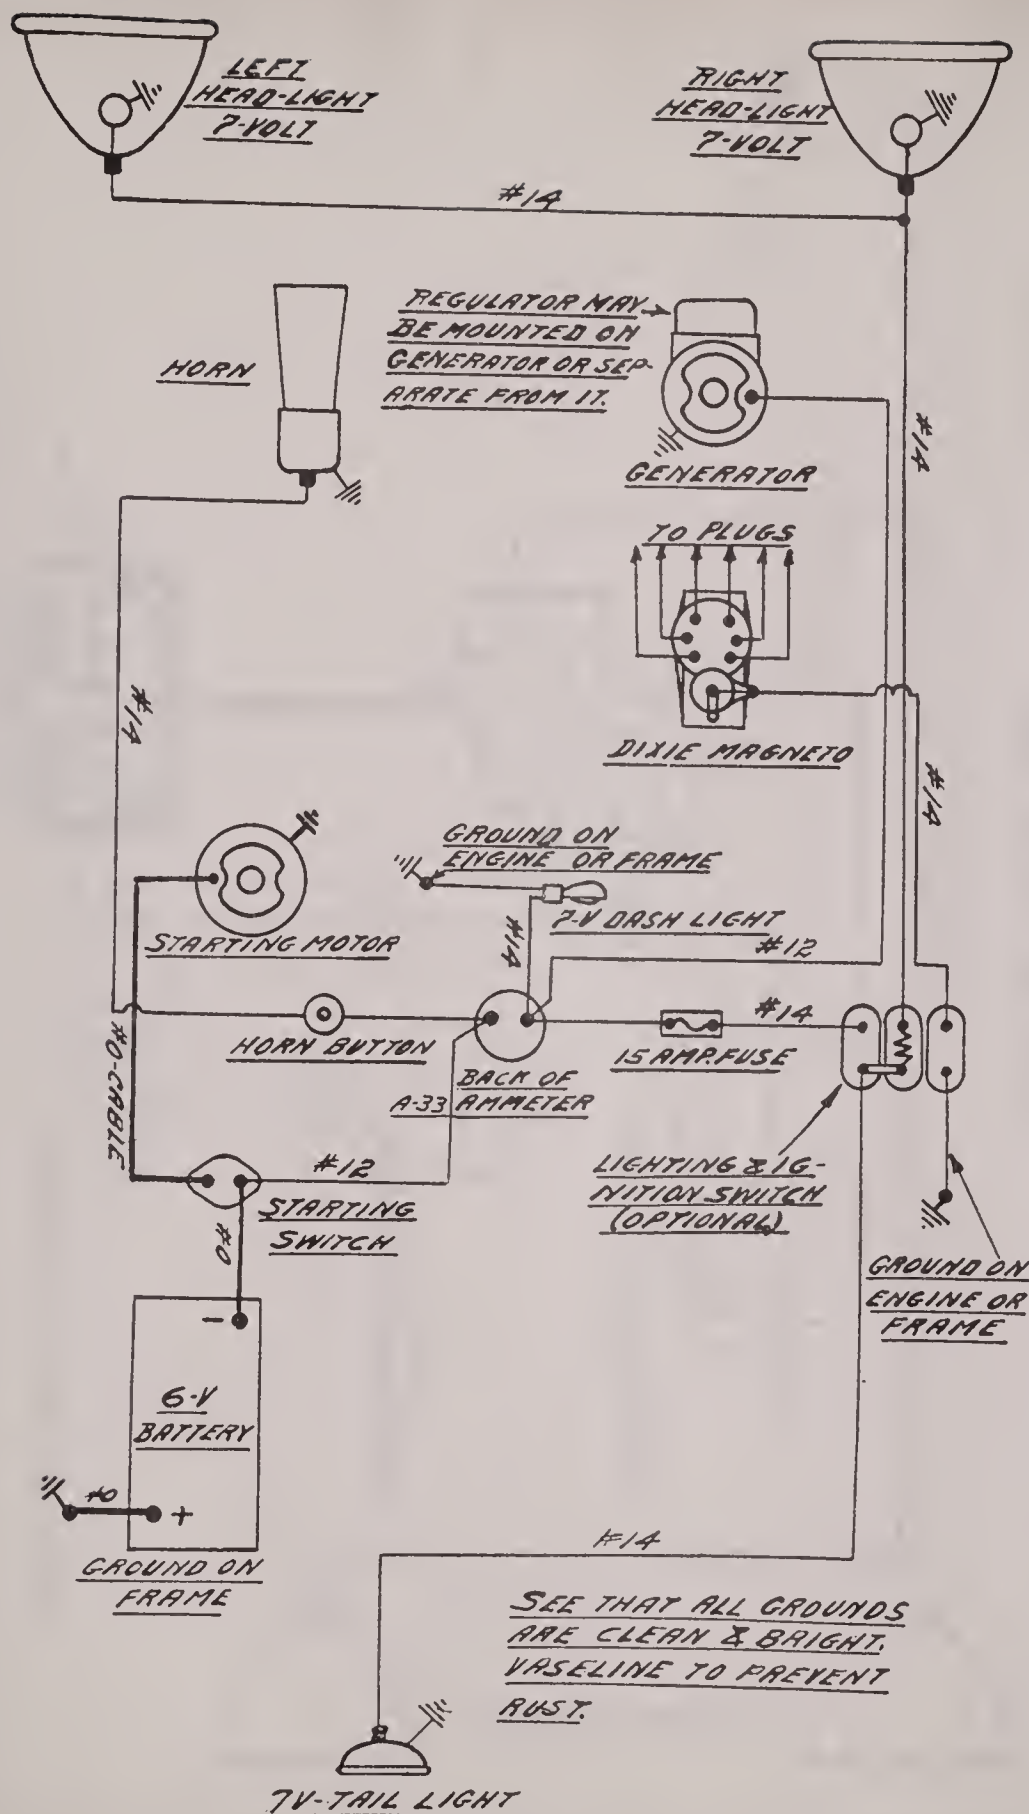 LEFT
HEAD-LIGHT
7-VOLT
RIGHT
HEAD-LIGHT
7-VOLT
#14
HORN
REGULATOR MAY
BE MOUNTED ON
GENERATOR OR SEP-
ARATE FROM IT.
#14
GENERATOR
TO PLUGS
#14
DIXIE MAGNETO
#14
GROUND ON
ENGINE OR FRAME
7-V DASH LIGHT
STARTING MOTOR
#14
#12
#14
HORN BUTTON
15 AMP. FUSE
#0-CABLE
BACK OF
A-33 AMMETER
#12
LIGHTING & IG-
NITION SWITCH
(OPTIONAL)
STARTING
SWITCH
#0
GROUND ON
ENGINE OR
FRAME
-
6-V
BATTERY
#0
+
GROUND ON
FRAME
#14
SEE THAT ALL GROUNDS
ARE CLEAN & BRIGHT.
VASELINE TO PREVENT
RUST.
7V-TAIL LIGHT